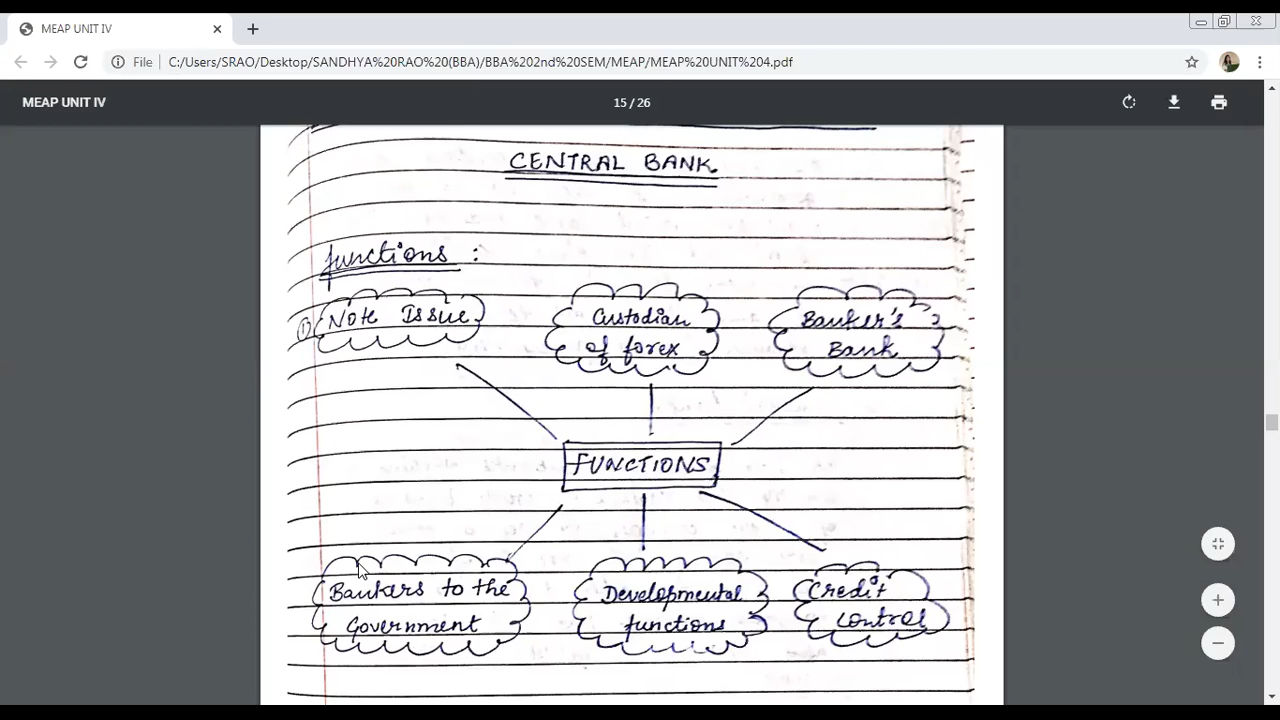 MEAP UNIT IV
File C:/Users/SRAO/Desktop/SANDHYA%20RAO%20(BBA)/BBA%202nd%20SEM/MEAP/MEAP%20UNIT%204.pdf
MEAP UNIT IV
15 / 26
CENTRAL BANK
functions :
① Note Issue
Custodian
of forex
Banker's
Bank
FUNCTIONS
Bankers to the
Government
Developmental
functions
Credit
control